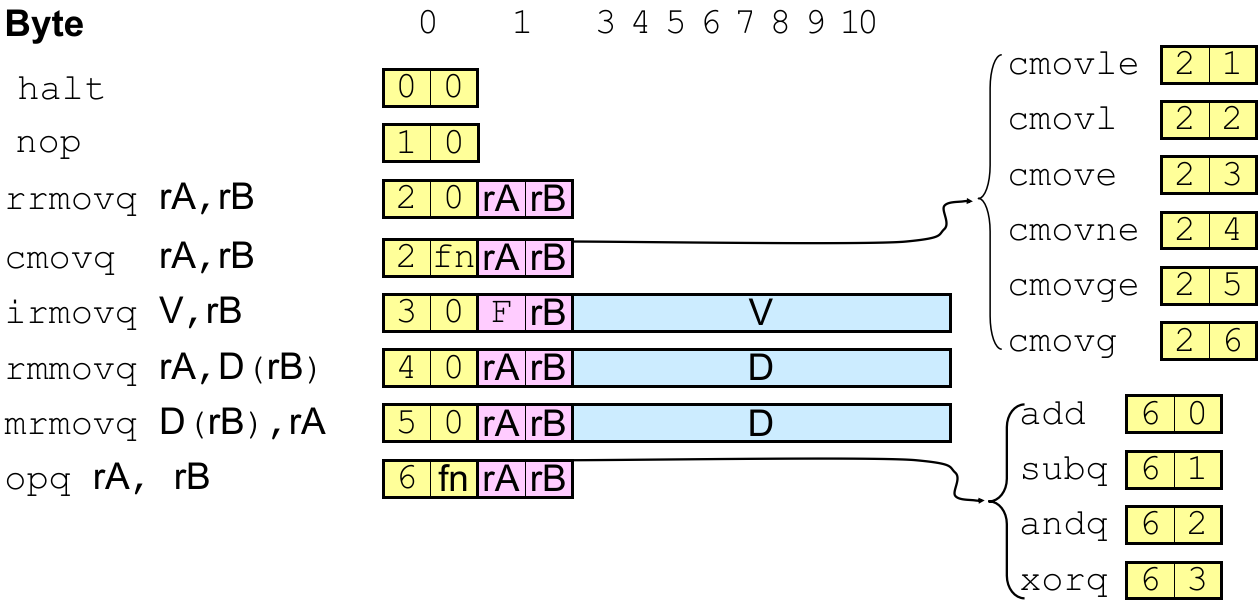 Byte 0 1 3 4 5 6 7 8 9 10
halt 0 0
nop 1 0
rrmovq rA,rB 2 0 rA rB
cmovq rA,rB 2 fn rA rB
irmovq V,rB 3 0 F rB V
rmmovq rA,D(rB) 4 0 rA rB D
mrmovq D(rB),rA 5 0 rA rB D
opq rA, rB 6 fn rA rB
cmovle 2 1
cmovl 2 2
cmove 2 3
cmovne 2 4
cmovge 2 5
cmovg 2 6
add 6 0
subq 6 1
andq 6 2
xorq 6 3